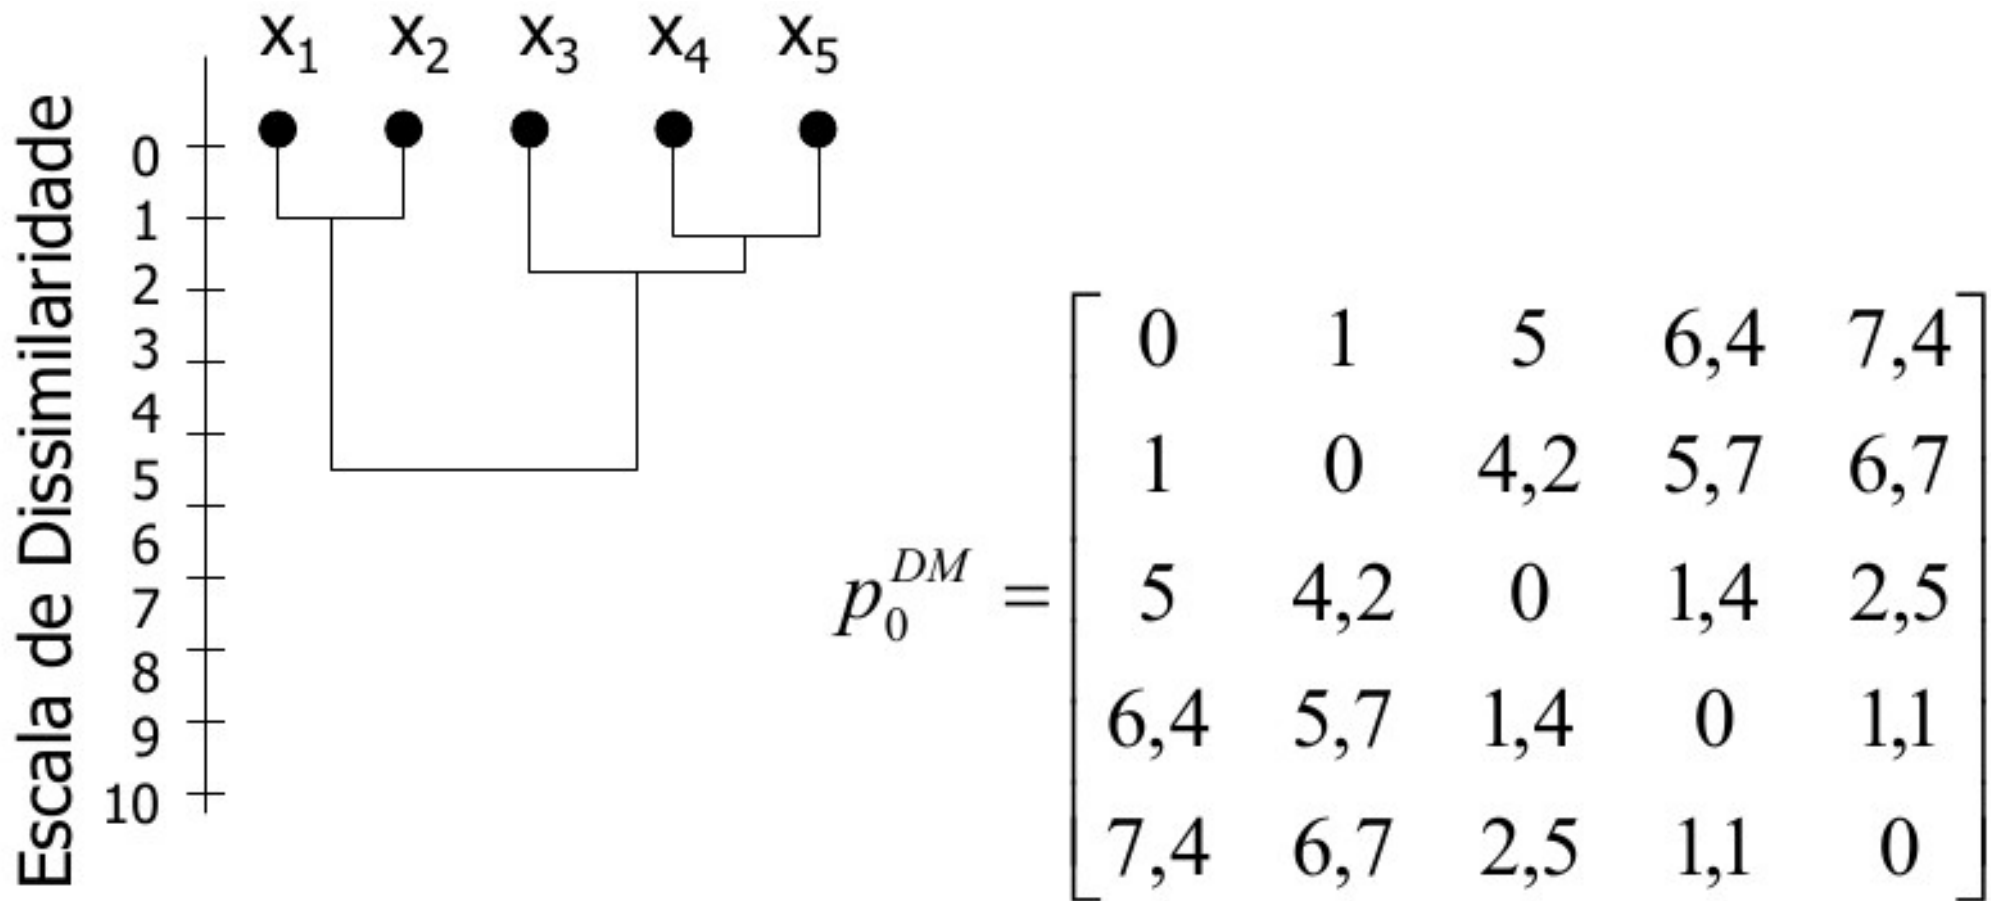 X1 X2 X3 X4 X5
Escala de Dissimilaridade
0
1
2
3
4
5
6
7
8
9
10
p0^DM =
0 1 5 6,4 7,4
1 0 4,2 5,7 6,7
5 4,2 0 1,4 2,5
6,4 5,7 1,4 0 1,1
7,4 6,7 2,5 1,1 0